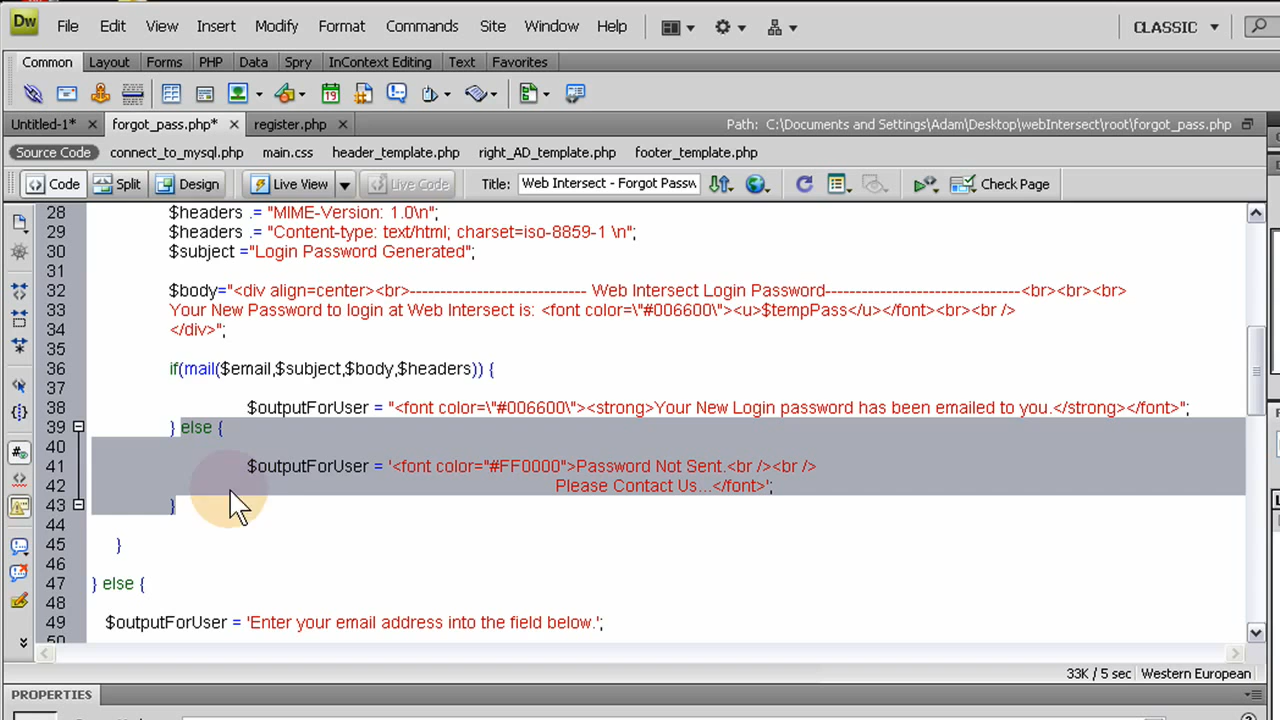 Dw File Edit View Insert Modify Format Commands Site Window Help CLASSIC
Common Layout Forms PHP Data Spry InContext Editing Text Favorites
19
Untitled-1* forgot_pass.php* register.php Path: C:\Documents and Settings\Adam\Desktop\webIntersect\root\forgot_pass.php
Source Code connect_to_mysql.php main.css header_template.php right_AD_template.php footer_template.php
Code Split Design Live View Live Code Title: Web Intersect - Forgot Passw Check Page
28 $headers .= "MIME-Version: 1.0\n";
29 $headers .= "Content-type: text/html; charset=iso-8859-1 \n";
30 $subject ="Login Password Generated";
31
32 $body="<div align=center><br>----------------------------- Web Intersect Login Password--------------------------------<br><br><br>
33 Your New Password to login at Web Intersect is: <font color=\"#006600\"><u>$tempPass</u></font><br><br />
34 </div>";
35
36 if(mail($email,$subject,$body,$headers)) {
37
38 $outputForUser = "<font color=\"#006600\"><strong>Your New Login password has been emailed to you.</strong></font>";
39 } else {
40
41 $outputForUser = '<font color="#FF0000">Password Not Sent.<br /><br />
42 Please Contact Us...</font>';
43 }
44
45 }
46
47 } else {
48
49 $outputForUser = 'Enter your email address into the field below.';
50
33K / 5 sec Western European
PROPERTIES